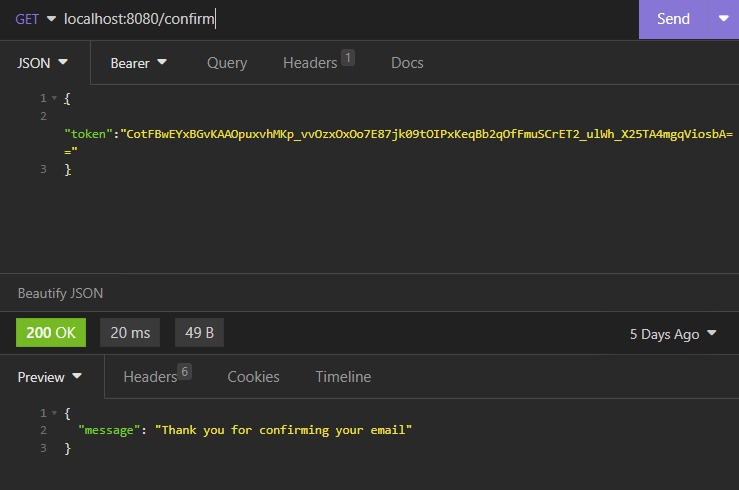 GET localhost:8080/confirm Send
JSON Bearer Query Headers 1 Docs
1 {
2
"token":"CotFBwEYxBGvKAAOpuxvhMKp_vvOzxOxOo7E87jk09tOIPxKeqBb2qOfFmuSCrET2_ulWh_X25TA4mgqViosbA=
="
3 }
Beautify JSON
200 OK 20 ms 49 B 5 Days Ago
Preview Headers 6 Cookies Timeline
1 {
2 "message": "Thank you for confirming your email"
3 }